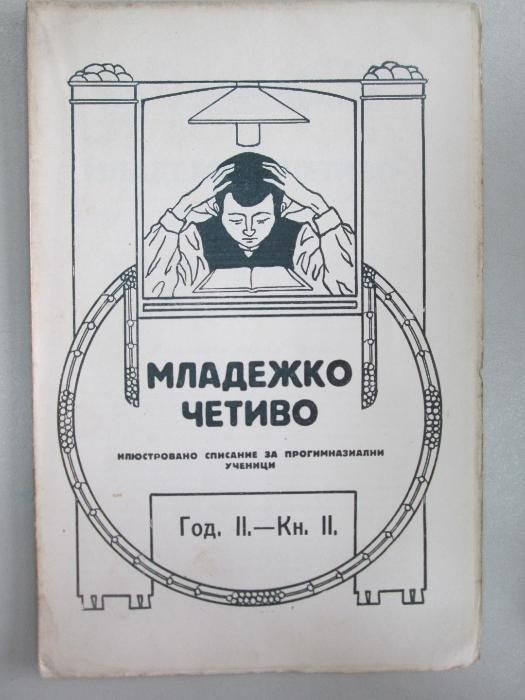 МЛАДЕЖКО
ЧЕТИВО
ИЛЮСТРОВАНО СПИСАНИЕ ЗА ПРОГИМНАЗИАЛНИ
УЧЕНИЦИ
Год. II.—Кн. II.